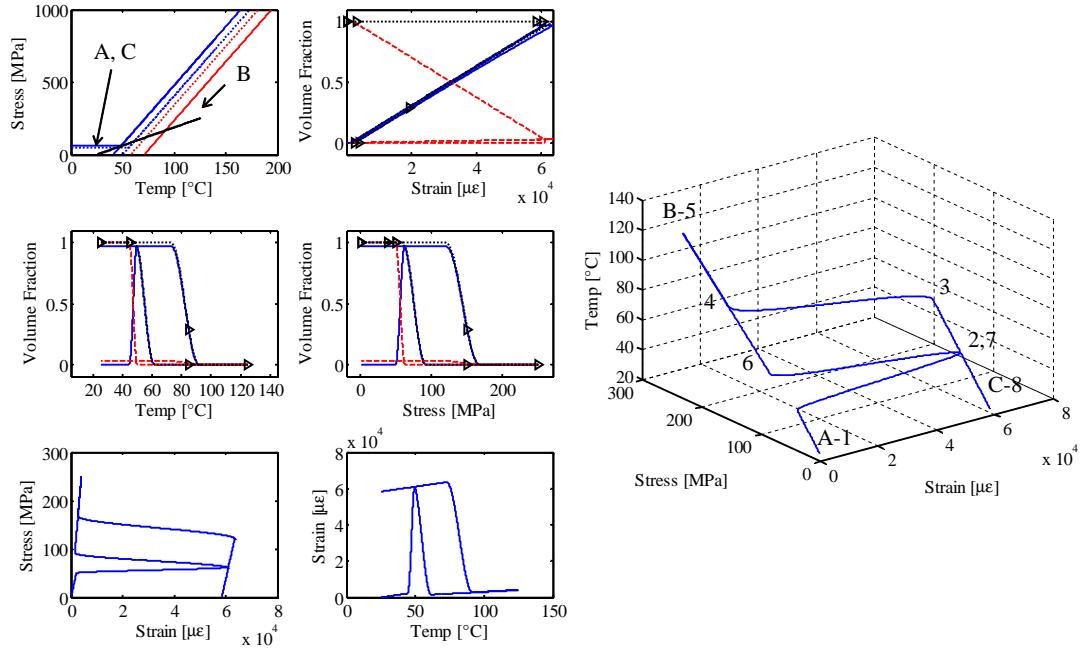 1000
500
0
Stress [MPa]
A, C
B
0
50
100
150
200
Temp [°C]
1
0.5
0
Volume Fraction
2
4
6
Strain [µε]
x 10^4
1
0.5
0
Volume Fraction
20
40
60
80
100
120
140
Temp [°C]
1
0.5
0
Volume Fraction
0
100
200
Stress [MPa]
300
200
100
0
Stress [MPa]
0
2
4
6
8
Strain [µε]
x 10^4
x 10^4
8
6
4
2
0
Strain [µε]
0
50
100
150
Temp [°C]
140
120
100
80
60
40
20
Temp [°C]
B-5
4
3
2,7
6
C-8
A-1
300
200
100
0
Stress [MPa]
0
2
4
6
8
x 10^4
Strain [µε]